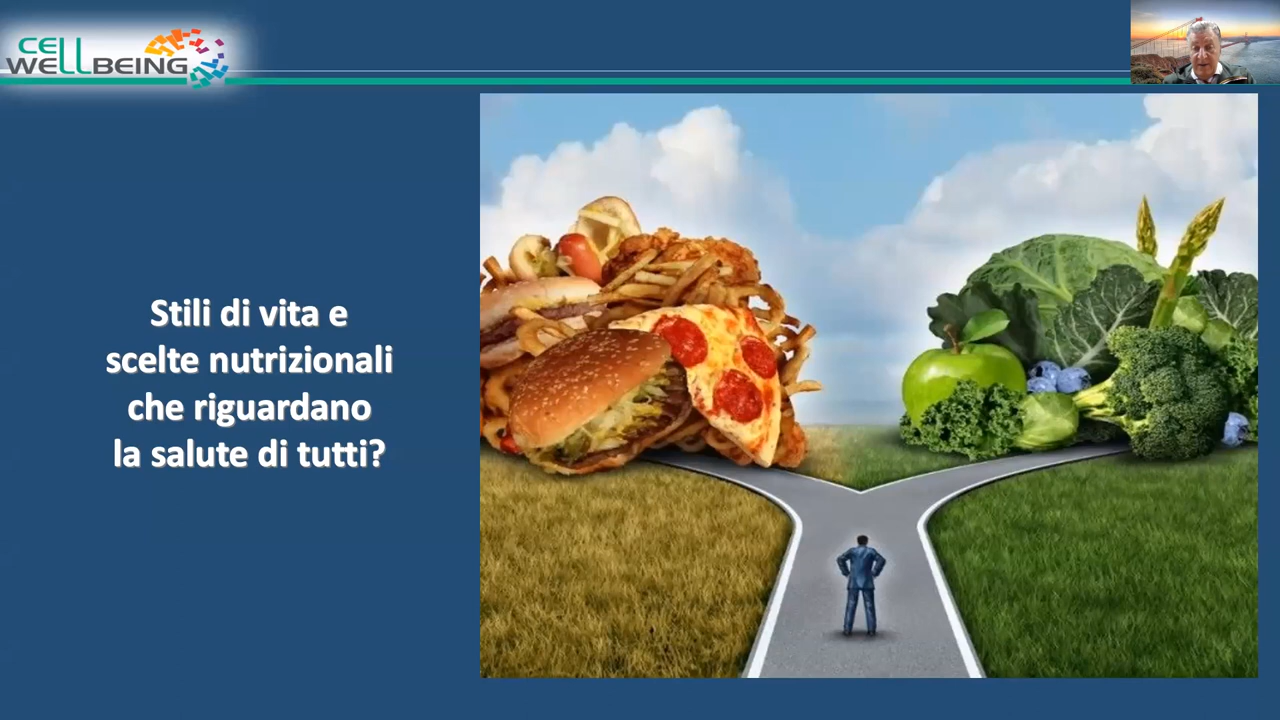 CELL
WELLBEING
Stili di vita e
scelte nutrizionali
che riguardano
la salute di tutti?